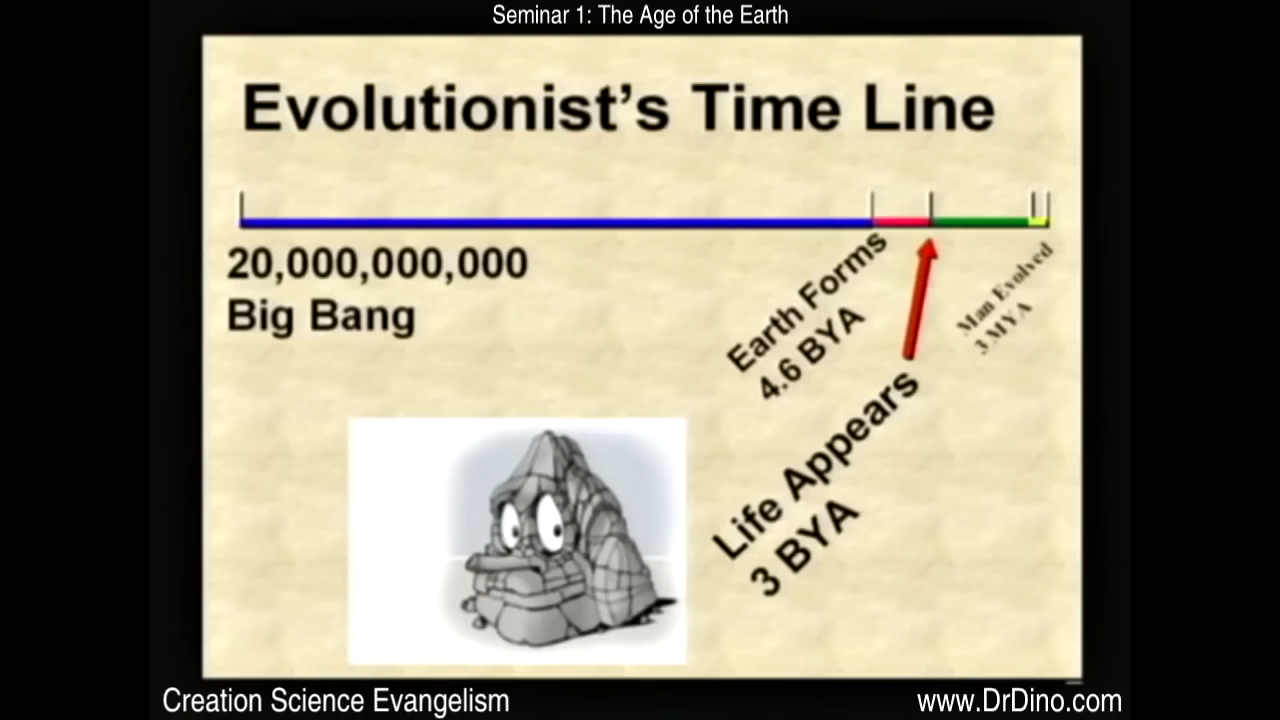 Seminar 1: The Age of the Earth
Evolutionist's Time Line
20,000,000,000
Big Bang
Earth Forms
4.6 BYA
Life Appears
3 BYA
Man Evolved
3 MYA
Creation Science Evangelism
www.DrDino.com